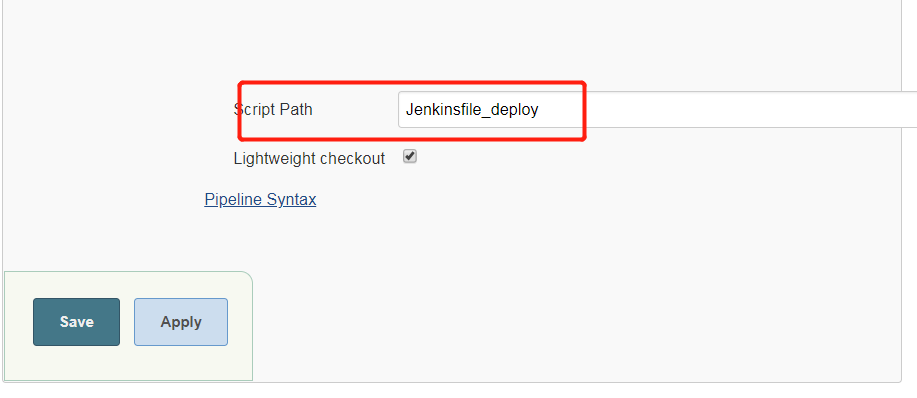 Script Path Jenkinsfile_deploy
Lightweight checkout
Pipeline Syntax
Save Apply